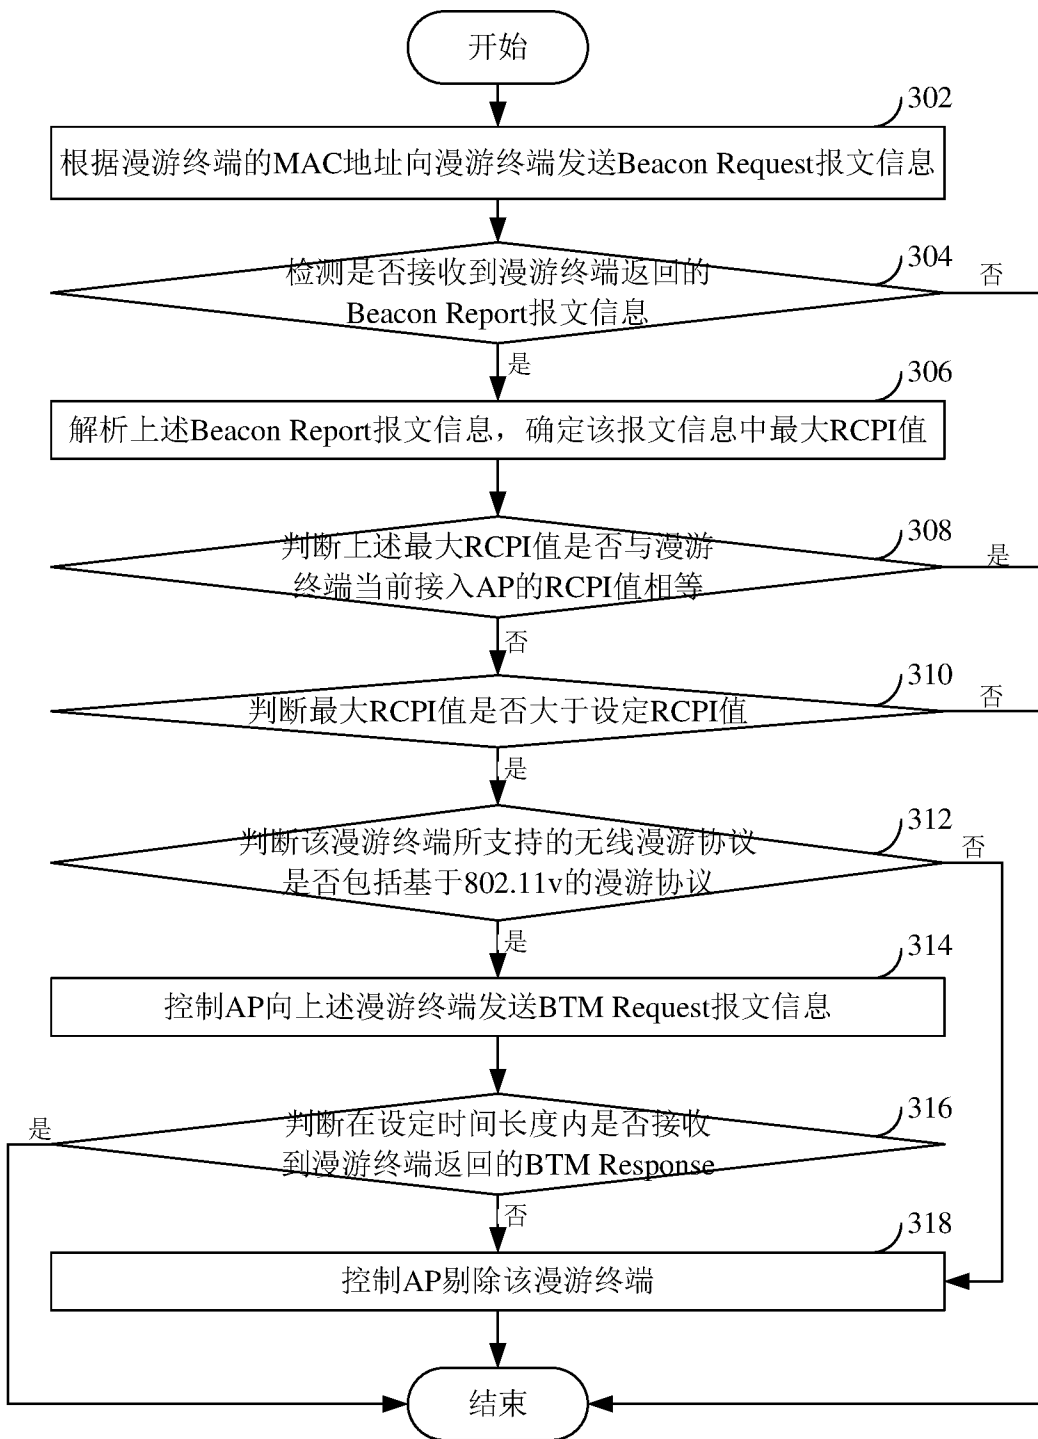 开始
302
根据漫游终端的MAC地址向漫游终端发送Beacon Request报文信息
304
检测是否接收到漫游终端返回的
Beacon Report报文信息
否
是
306
解析上述Beacon Report报文信息，确定该报文信息中最大RCPI值
308
判断上述最大RCPI值是否与漫游
终端当前接入AP的RCPI值相等
是
否
310
判断最大RCPI值是否大于设定RCPI值
否
是
312
判断该漫游终端所支持的无线漫游协议
是否包括基于802.11v的漫游协议
否
是
314
控制AP向上述漫游终端发送BTM Request报文信息
316
判断在设定时间长度内是否接收
到漫游终端返回的BTM Response
是
否
318
控制AP剔除该漫游终端
结束